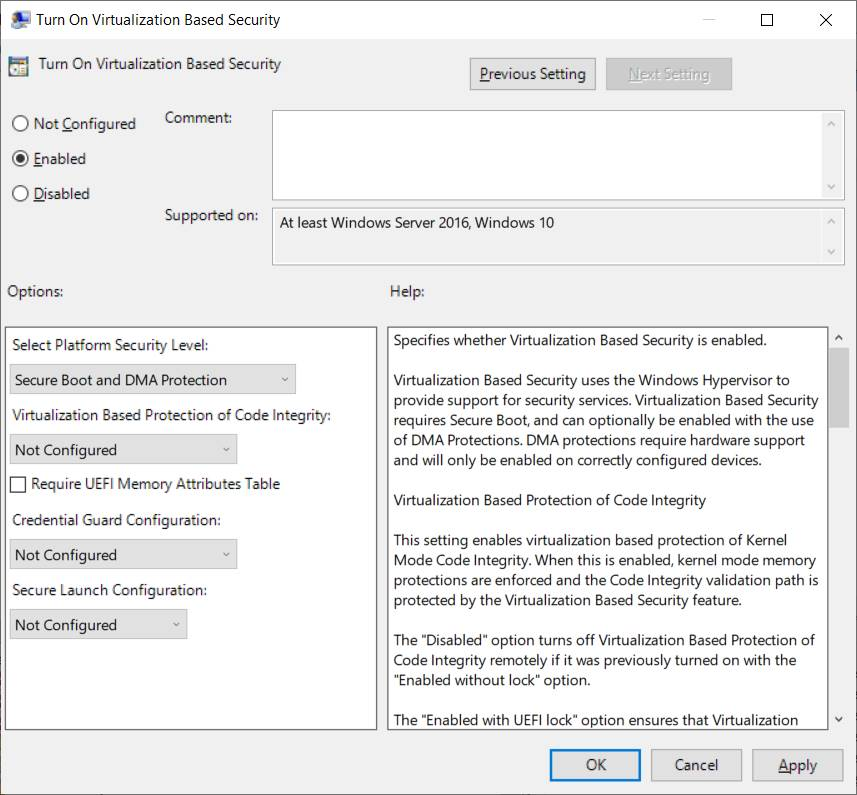 Turn On Virtualization Based Security
Turn On Virtualization Based Security
Previous Setting
Next Setting
Not Configured
Enabled
Disabled
Comment:
Supported on:
At least Windows Server 2016, Windows 10
Options:
Help:
Select Platform Security Level:
Secure Boot and DMA Protection
Virtualization Based Protection of Code Integrity:
Not Configured
Require UEFI Memory Attributes Table
Credential Guard Configuration:
Not Configured
Secure Launch Configuration:
Not Configured
Specifies whether Virtualization Based Security is enabled.
Virtualization Based Security uses the Windows Hypervisor to
provide support for security services. Virtualization Based Security
requires Secure Boot, and can optionally be enabled with the use
of DMA Protections. DMA protections require hardware support
and will only be enabled on correctly configured devices.
Virtualization Based Protection of Code Integrity
This setting enables virtualization based protection of Kernel
Mode Code Integrity. When this is enabled, kernel mode memory
protections are enforced and the Code Integrity validation path is
protected by the Virtualization Based Security feature.
The "Disabled" option turns off Virtualization Based Protection of
Code Integrity remotely if it was previously turned on with the
"Enabled without lock" option.
The "Enabled with UEFI lock" option ensures that Virtualization
OK
Cancel
Apply